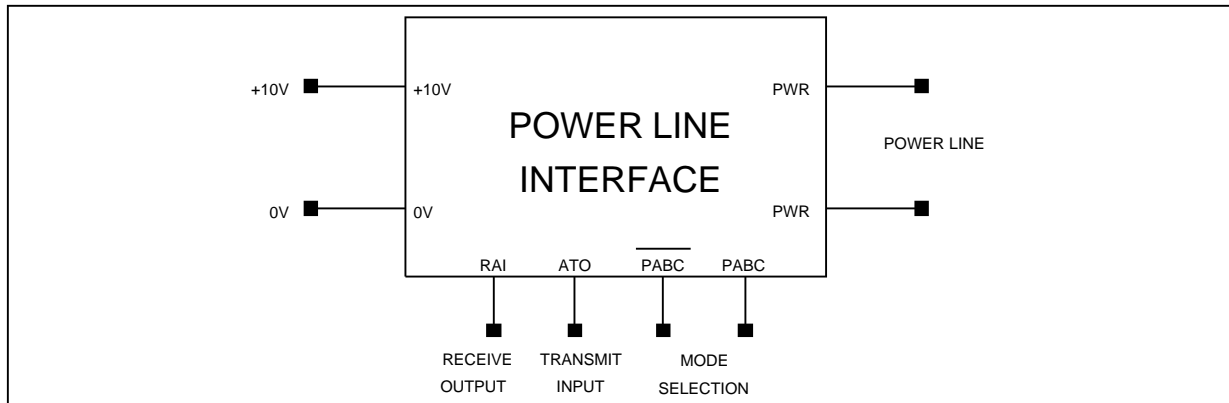 +10V +10V PWR
POWER LINE
POWER LINE
INTERFACE
0V 0V PWR
RAI ATO PABC PABC
RECEIVE TRANSMIT MODE
OUTPUT INPUT SELECTION